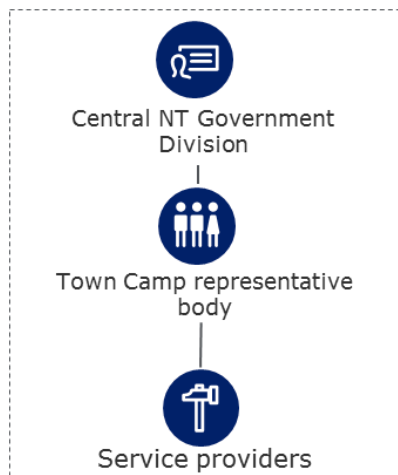 Central NT Government
Division
Town Camp representative
body
Service providers